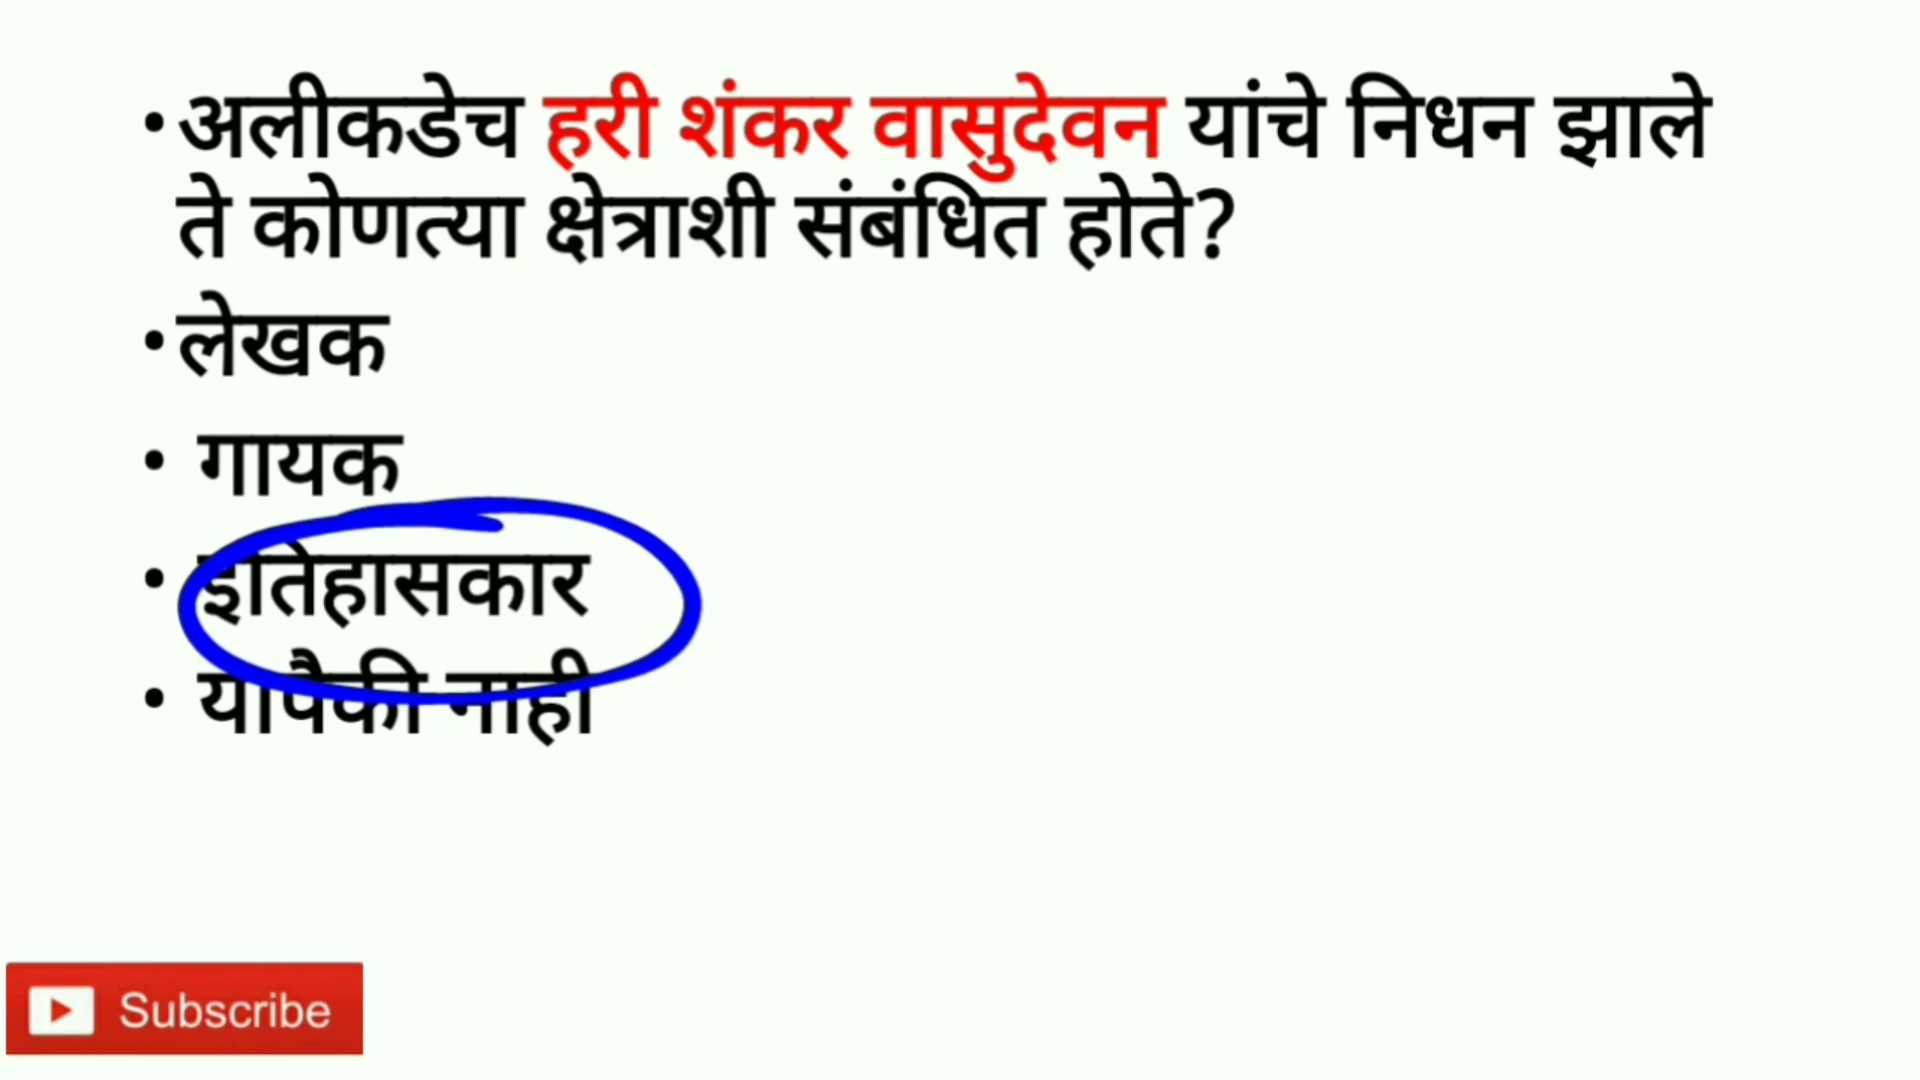 • अलीकडेच हरी शंकर वासुदेवन यांचे निधन झाले
ते कोणत्या क्षेत्राशी संबंधित होते?
• लेखक
• गायक
• इतिहासकार
• यापैकी नाही
Subscribe